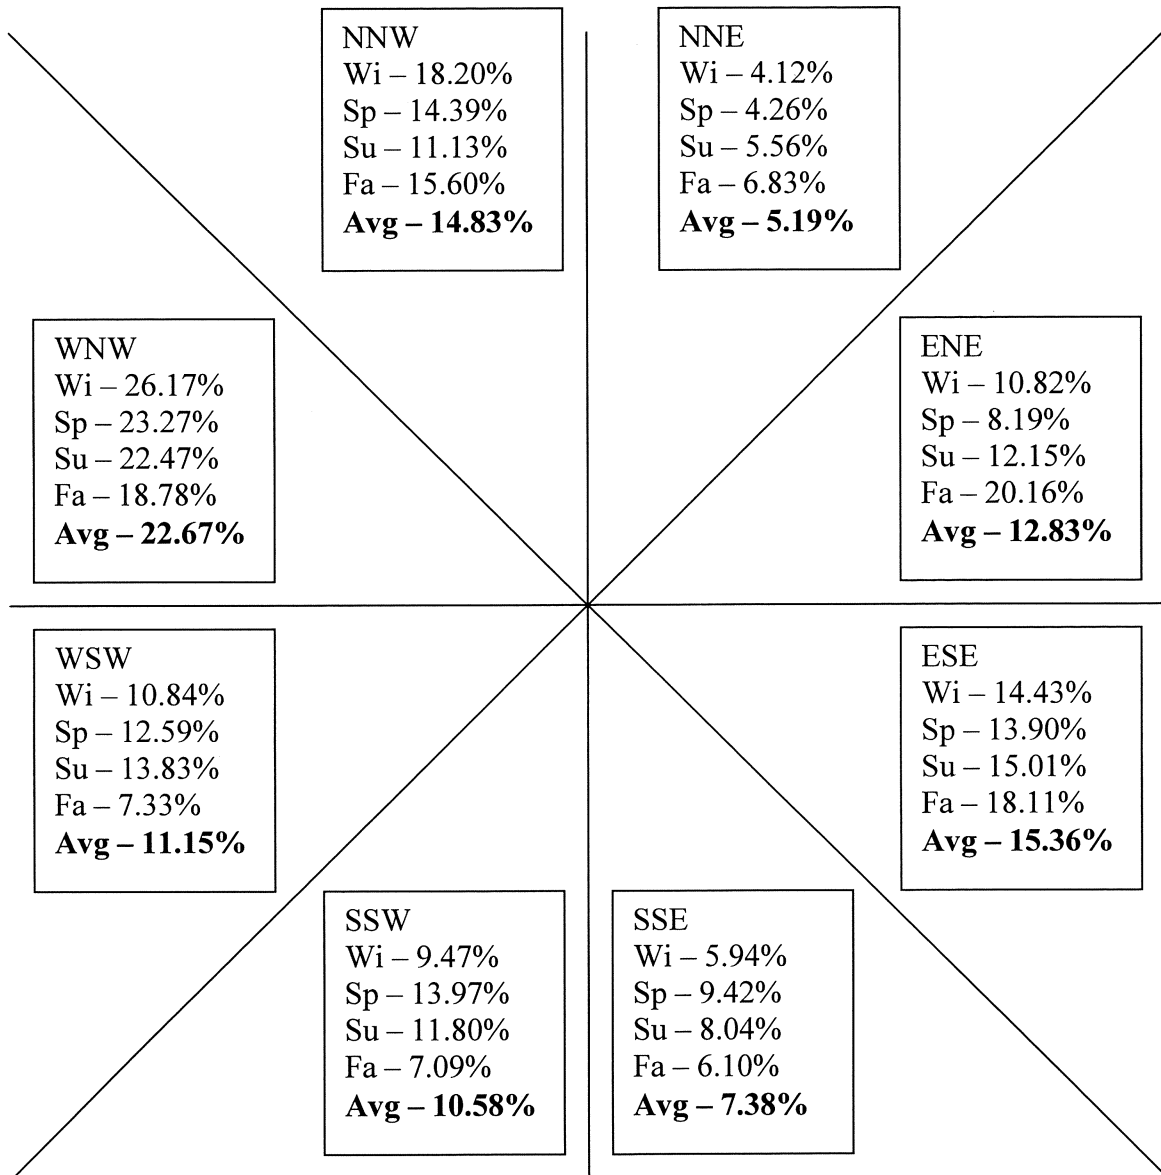 NNW
Wi – 18.20%
Sp – 14.39%
Su – 11.13%
Fa – 15.60%
Avg – 14.83%
NNE
Wi – 4.12%
Sp – 4.26%
Su – 5.56%
Fa – 6.83%
Avg – 5.19%
WNW
Wi – 26.17%
Sp – 23.27%
Su – 22.47%
Fa – 18.78%
Avg – 22.67%
ENE
Wi – 10.82%
Sp – 8.19%
Su – 12.15%
Fa – 20.16%
Avg – 12.83%
WSW
Wi – 10.84%
Sp – 12.59%
Su – 13.83%
Fa – 7.33%
Avg – 11.15%
ESE
Wi – 14.43%
Sp – 13.90%
Su – 15.01%
Fa – 18.11%
Avg – 15.36%
SSW
Wi – 9.47%
Sp – 13.97%
Su – 11.80%
Fa – 7.09%
Avg – 10.58%
SSE
Wi – 5.94%
Sp – 9.42%
Su – 8.04%
Fa – 6.10%
Avg – 7.38%